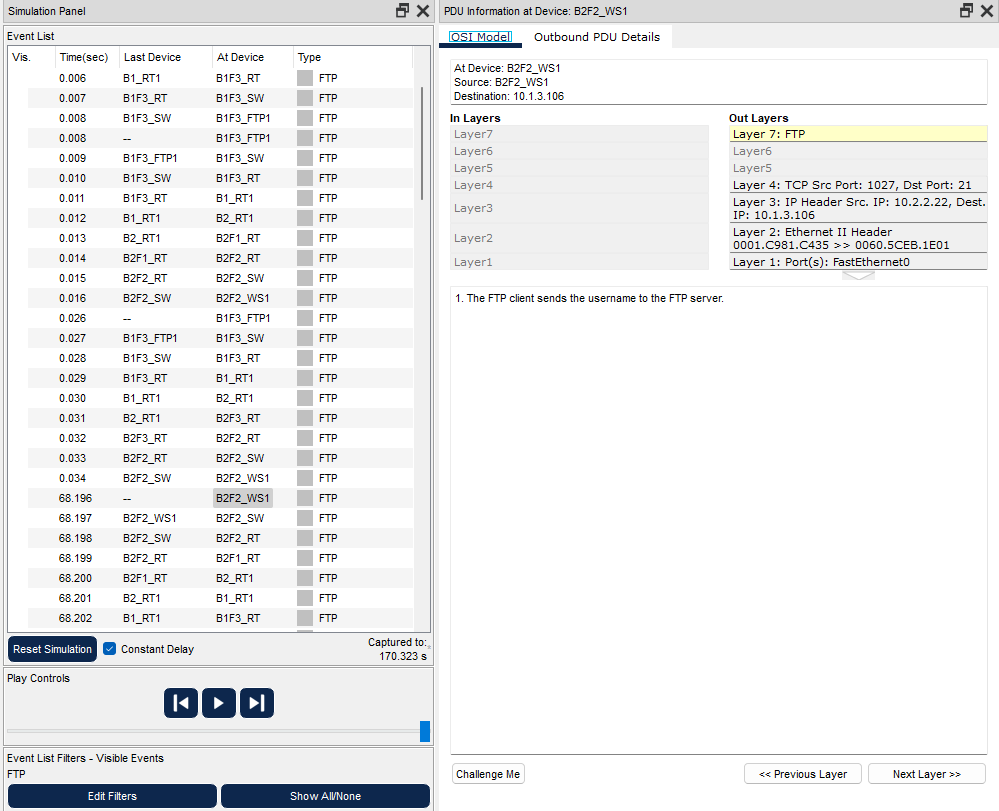 Simulation Panel
Event List
Vis. Time(sec) Last Device At Device Type
0.006 B1_RT1 B1F3_RT FTP
0.007 B1F3_RT B1F3_SW FTP
0.008 B1F3_SW B1F3_FTP1 FTP
0.008 -- B1F3_FTP1 FTP
0.009 B1F3_FTP1 B1F3_SW FTP
0.010 B1F3_SW B1F3_RT FTP
0.011 B1F3_RT B1_RT1 FTP
0.012 B1_RT1 B2_RT1 FTP
0.013 B2_RT1 B2F1_RT FTP
0.014 B2F1_RT B2F2_RT FTP
0.015 B2F2_RT B2F2_SW FTP
0.016 B2F2_SW B2F2_WS1 FTP
0.026 -- B1F3_FTP1 FTP
0.027 B1F3_FTP1 B1F3_SW FTP
0.028 B1F3_SW B1F3_RT FTP
0.029 B1F3_RT B1_RT1 FTP
0.030 B1_RT1 B2_RT1 FTP
0.031 B2_RT1 B2F3_RT FTP
0.032 B2F3_RT B2F2_RT FTP
0.033 B2F2_RT B2F2_SW FTP
0.034 B2F2_SW B2F2_WS1 FTP
68.196 -- B2F2_WS1 FTP
68.197 B2F2_WS1 B2F2_SW FTP
68.198 B2F2_SW B2F2_RT FTP
68.199 B2F2_RT B2F1_RT FTP
68.200 B2F1_RT B2_RT1 FTP
68.201 B2_RT1 B1_RT1 FTP
68.202 B1_RT1 B1F3_RT FTP
Reset Simulation Constant Delay
Captured to:
170.323 s
Play Controls
Event List Filters - Visible Events
FTP
Edit Filters Show All/None
PDU Information at Device: B2F2_WS1
OSI Model Outbound PDU Details
At Device: B2F2_WS1
Source: B2F2_WS1
Destination: 10.1.3.106
In Layers
Layer7
Layer6
Layer5
Layer4
Layer3
Layer2
Layer1
Out Layers
Layer 7: FTP
Layer6
Layer5
Layer 4: TCP Src Port: 1027, Dst Port: 21
Layer 3: IP Header Src. IP: 10.2.2.22, Dest.
IP: 10.1.3.106
Layer 2: Ethernet II Header
0001.C981.C435 >> 0060.5CEB.1E01
Layer 1: Port(s): FastEthernet0
1. The FTP client sends the username to the FTP server.
Challenge Me << Previous Layer Next Layer >>